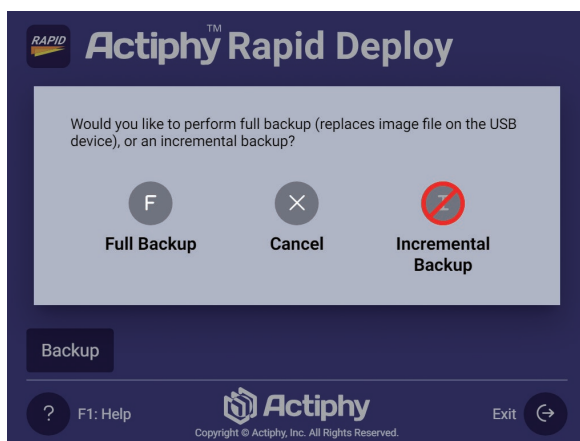 RAPID Actiphy™ Rapid Deploy
Would you like to perform full backup (replaces image file on the USB
device), or an incremental backup?
F
I
Full Backup
Cancel
Incremental
Backup
Backup
? F1: Help
Actiphy
Copyright © Actiphy, Inc. All Rights Reserved.
Exit